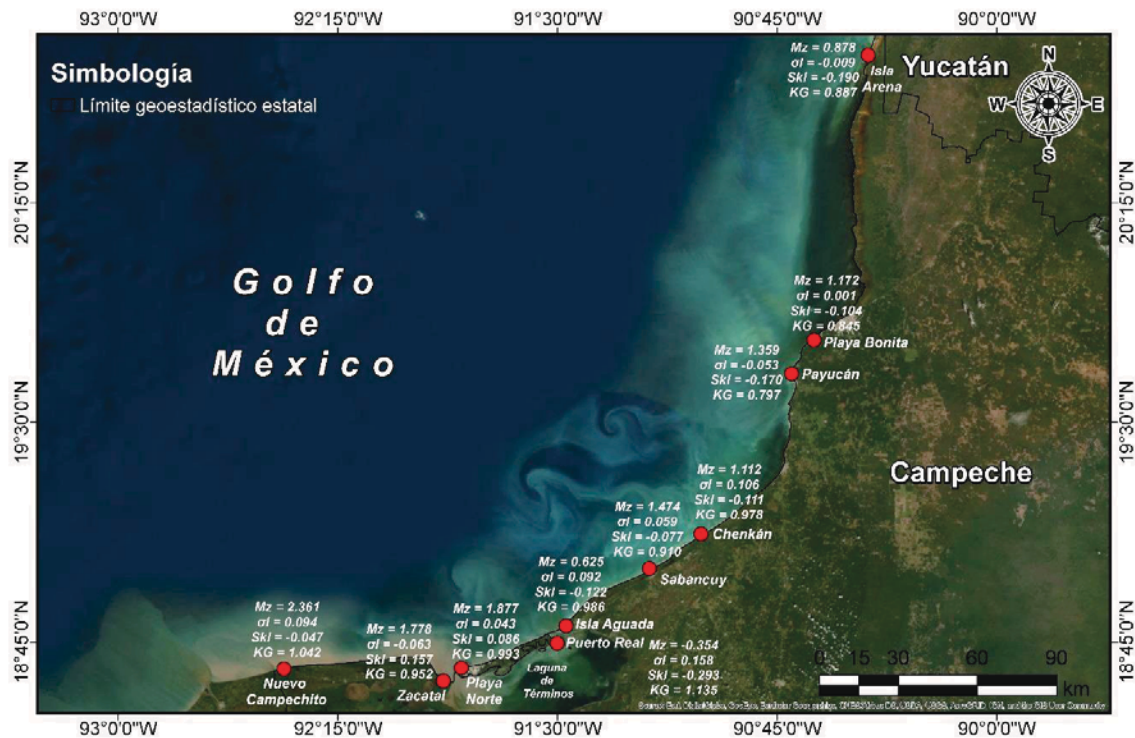 93°0'0"W
92°15'0"W
91°30'0"W
90°45'0"W
90°0'0"W
Simbología
Límite geoestadístico estatal
Mz = 0.878
σI = -0.009
SkI = -0.190
KG = 0.887
Isla
Arena
Yucatán
N
W
E
S
20°15'0"N
20°15'0"N
Golfo
de
México
Mz = 1.172
σI = 0.001
SkI = -0.104
KG = 0.845
Playa Bonita
Mz = 1.359
σI = -0.053
SkI = -0.170
KG = 0.797
Payucán
19°30'0"N
19°30'0"N
Campeche
Mz = 1.112
σI = 0.106
SkI = -0.111
KG = 0.978
Chenkán
Mz = 1.474
σI = 0.059
SkI = -0.077
KG = 0.910
Sabancuy
Mz = 0.625
σI = 0.092
SkI = -0.122
KG = 0.986
Isla Aguada
Puerto Real
Mz = -0.354
σI = 0.158
SkI = -0.293
KG = 1.135
Mz = 1.877
σI = 0.043
SkI = 0.086
KG = 0.993
Playa
Norte
Mz = 1.778
σI = -0.063
SkI = 0.157
KG = 0.952
Zacatal
Mz = 2.361
σI = 0.094
SkI = -0.047
KG = 1.042
Nuevo
Campechito
Laguna
de
Términos
18°45'0"N
18°45'0"N
0 15 30 60 90
km
93°0'0"W
92°15'0"W
91°30'0"W
90°45'0"W
90°0'0"W